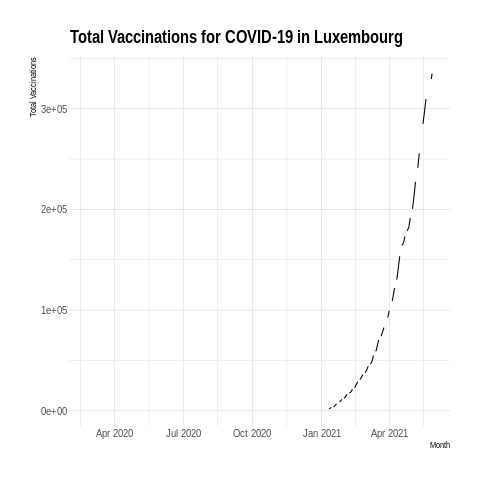 Total Vaccinations for COVID-19 in Luxembourg
Total Vaccinations
3e+05
2e+05
1e+05
0e+00
Apr 2020 Jul 2020 Oct 2020 Jan 2021 Apr 2021
Month